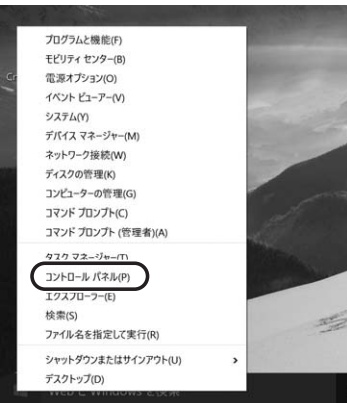 プログラムと機能(F)
モビリティ センター(B)
電源オプション(O)
イベント ビューアー(V)
システム(Y)
デバイス マネージャー(M)
ネットワーク接続(W)
ディスクの管理(K)
コンピューターの管理(G)
コマンド プロンプト(C)
コマンド プロンプト (管理者)(A)
タスク マネージャー(T)
コントロール パネル(P)
エクスプローラー(E)
検索(S)
ファイル名を指定して実行(R)
シャットダウンまたはサインアウト(U)
デスクトップ(D)
Web と Windows を検索